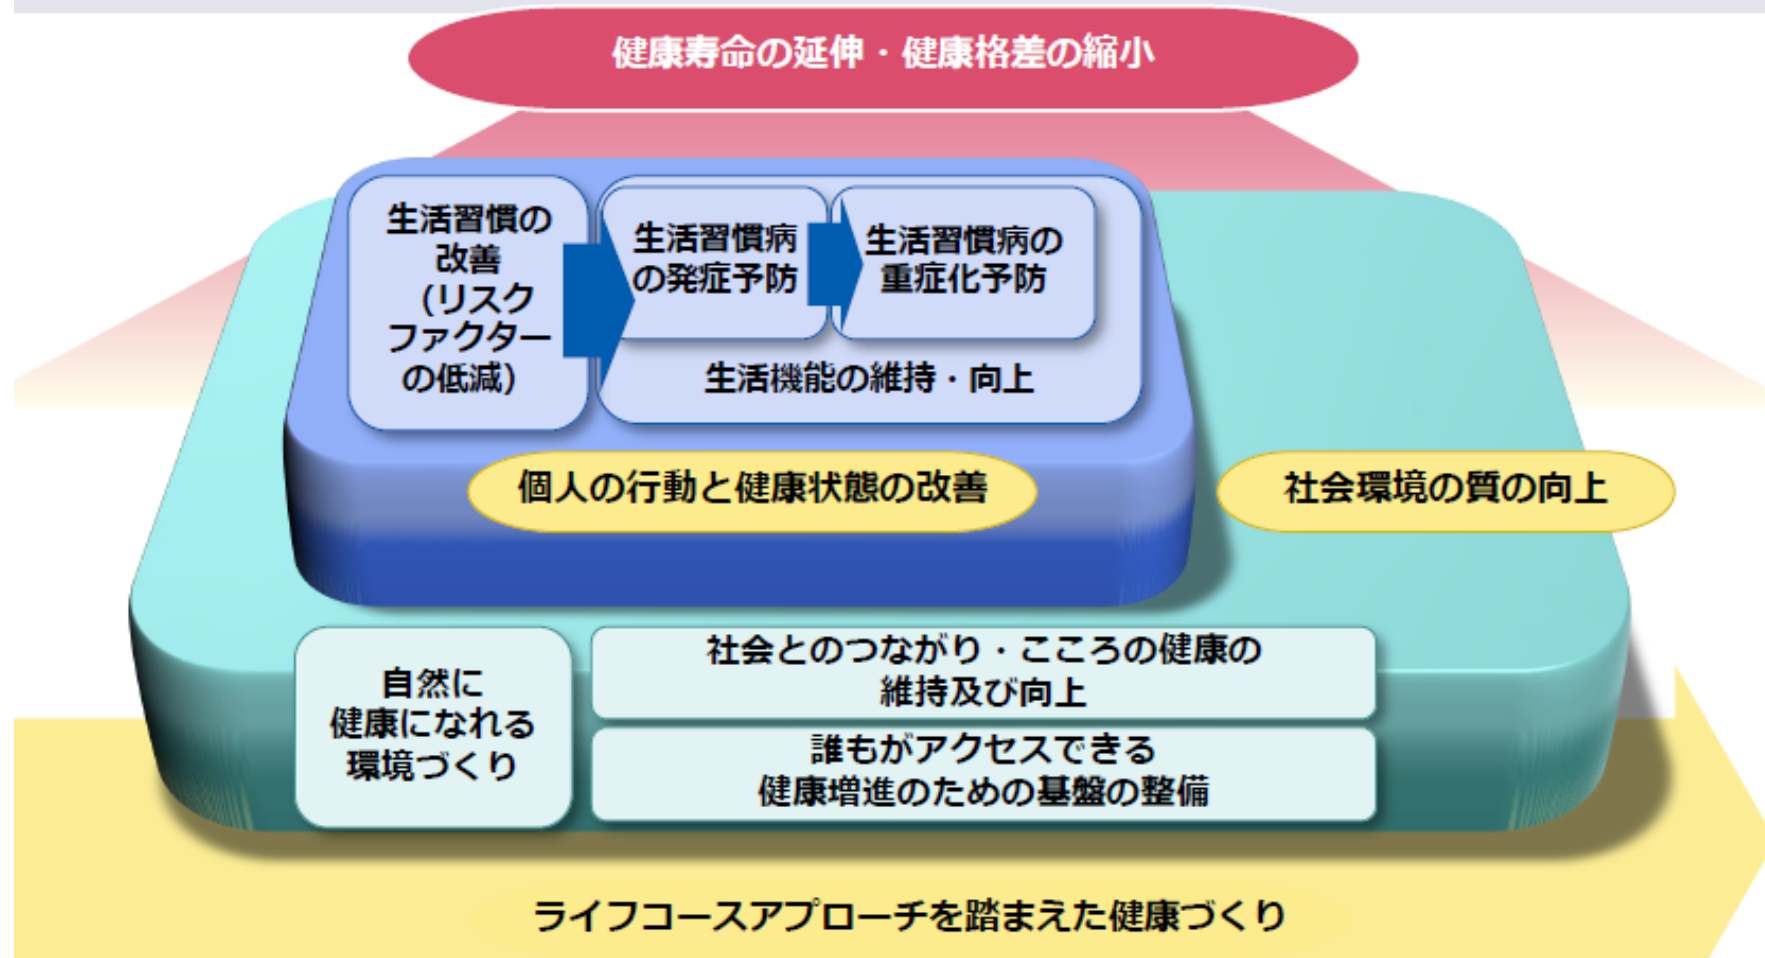 健康寿命の延伸・健康格差の縮小
生活習慣の
改善
(リスク
ファクター
の低減)
生活習慣病
の発症予防
生活習慣病の
重症化予防
生活機能の維持・向上
個人の行動と健康状態の改善
社会環境の質の向上
自然に
健康になれる
環境づくり
社会とのつながり・こころの健康の
維持及び向上
誰もがアクセスできる
健康増進のための基盤の整備
ライフコースアプローチを踏まえた健康づくり